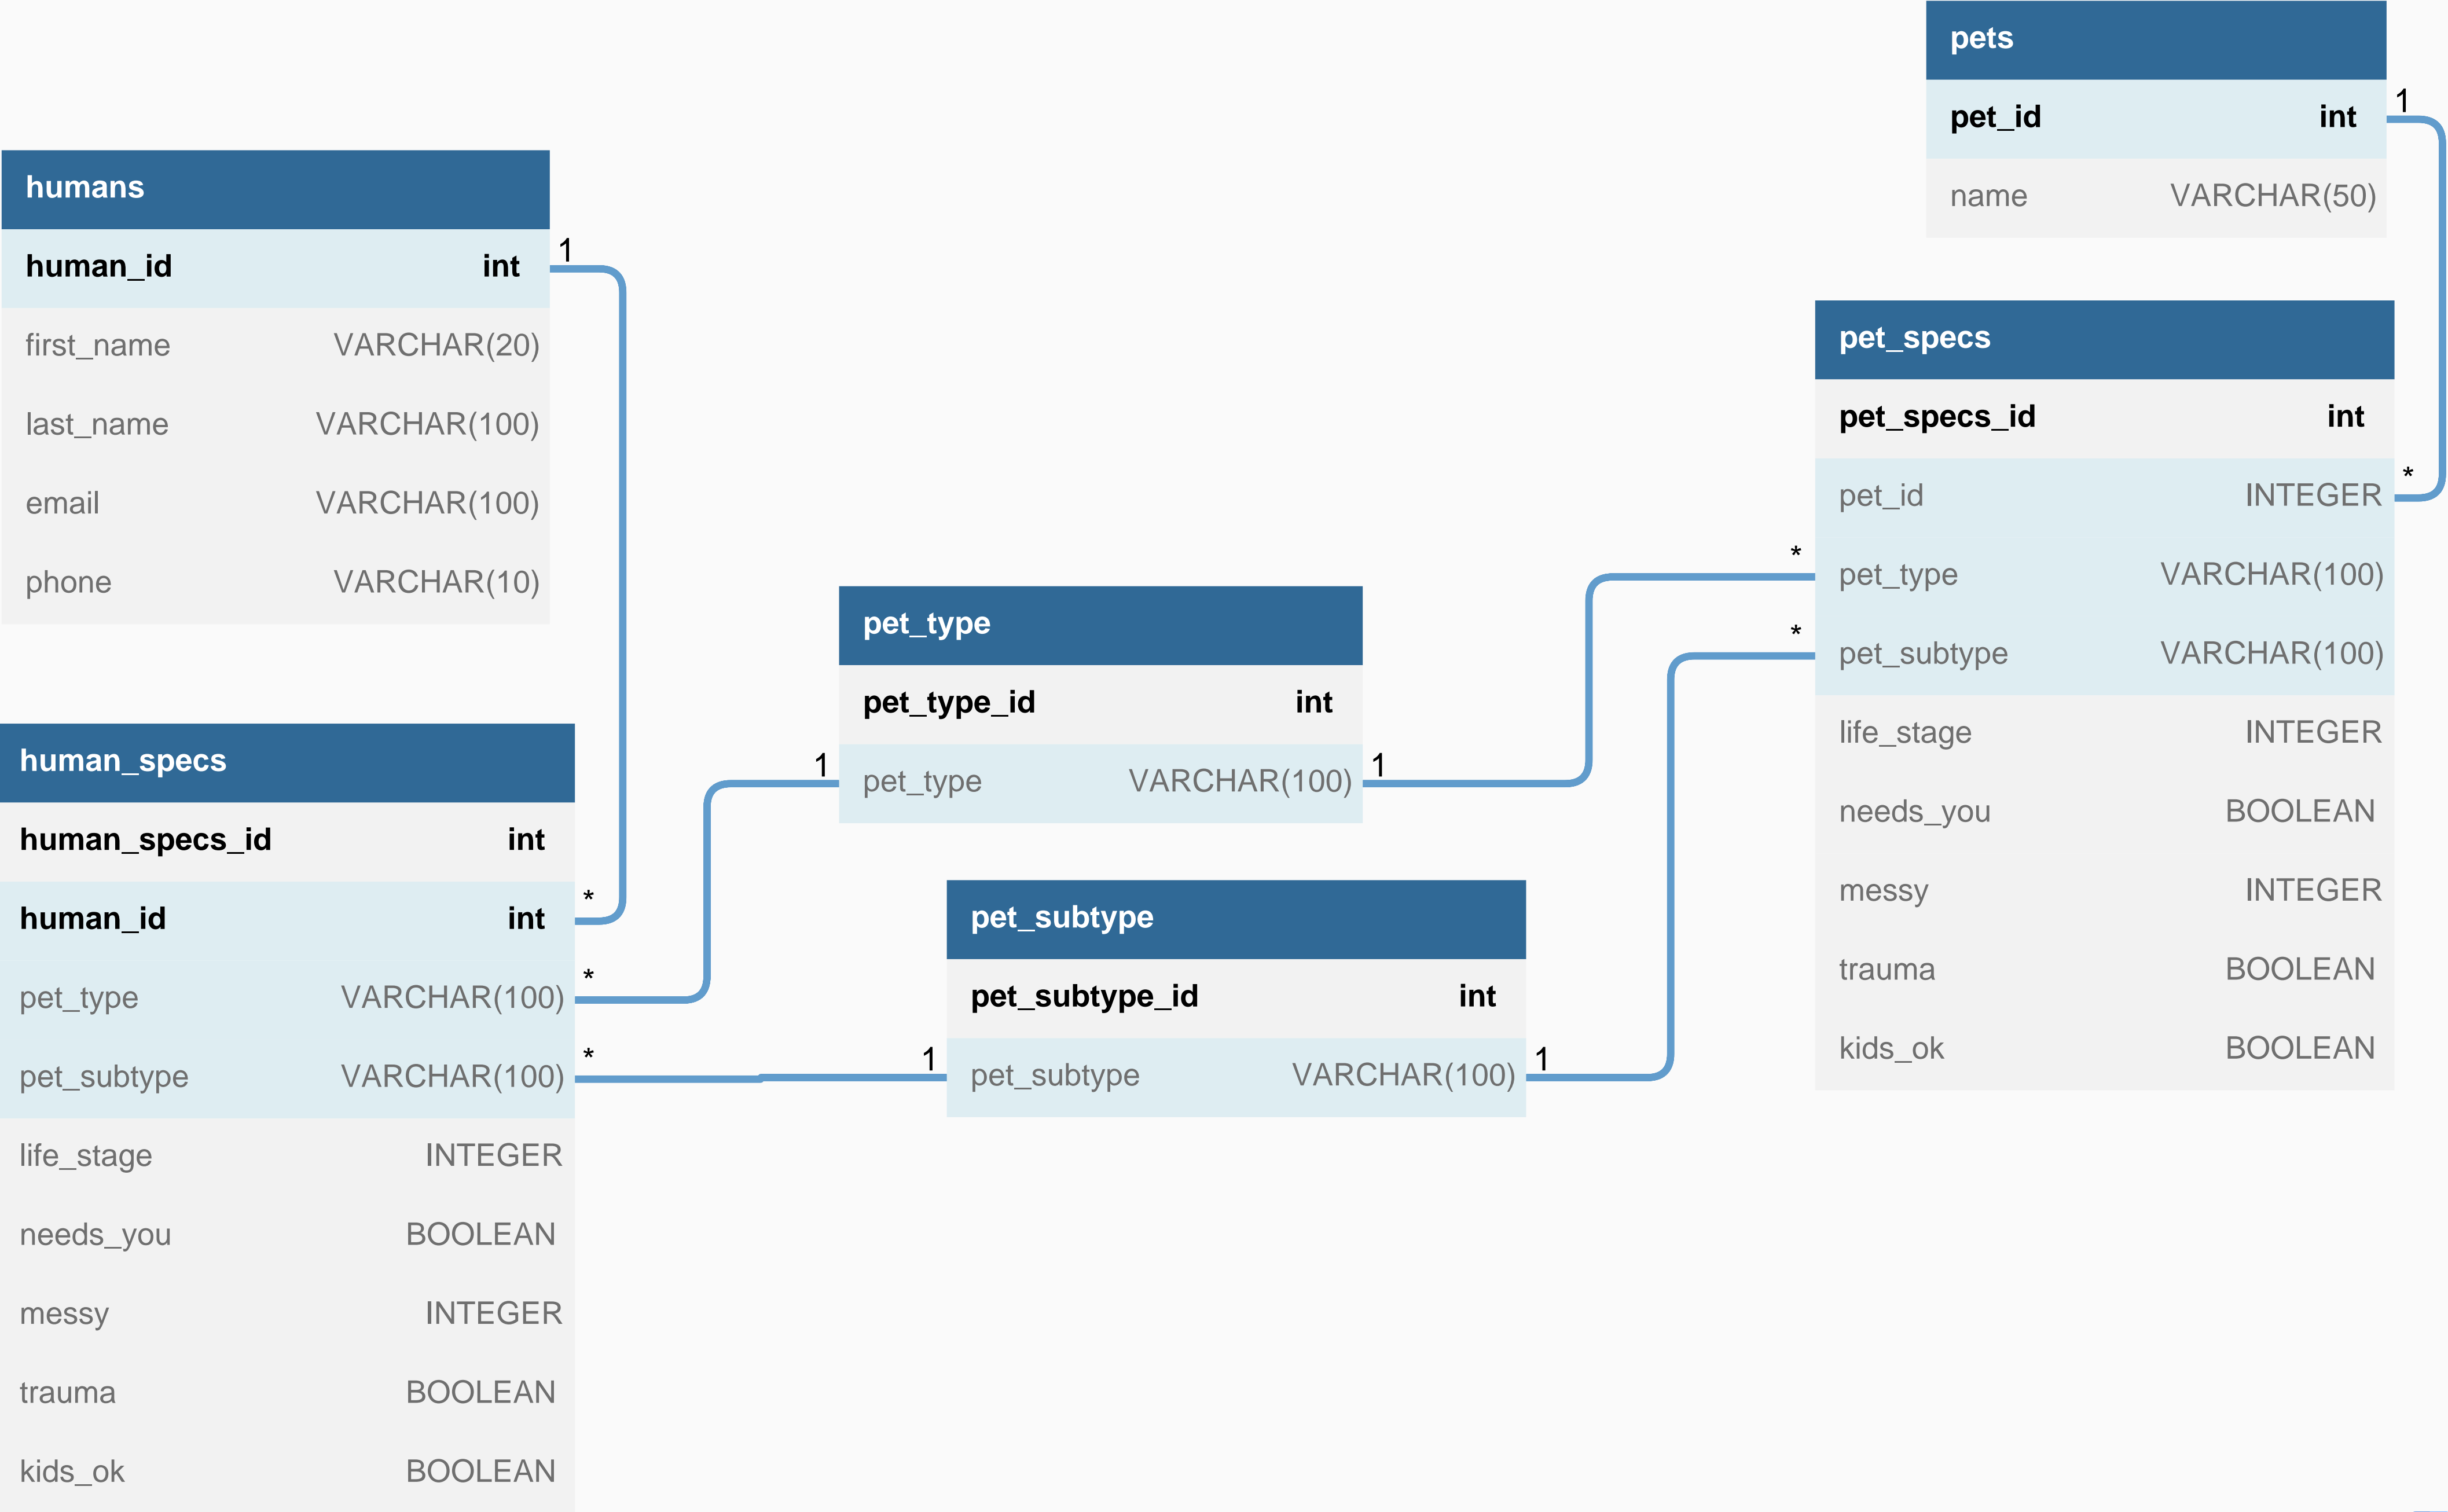 humans
human_id int
first_name VARCHAR(20)
last_name VARCHAR(100)
email VARCHAR(100)
phone VARCHAR(10)
1
human_specs
human_specs_id int
human_id int
pet_type VARCHAR(100)
pet_subtype VARCHAR(100)
life_stage INTEGER
needs_you BOOLEAN
messy INTEGER
trauma BOOLEAN
kids_ok BOOLEAN
*
*
*
pet_type
pet_type_id int
pet_type VARCHAR(100)
1
1
pet_subtype
pet_subtype_id int
pet_subtype VARCHAR(100)
1
1
pets
pet_id int
name VARCHAR(50)
1
pet_specs
pet_specs_id int
pet_id INTEGER
pet_type VARCHAR(100)
pet_subtype VARCHAR(100)
life_stage INTEGER
needs_you BOOLEAN
messy INTEGER
trauma BOOLEAN
kids_ok BOOLEAN
*
*
*